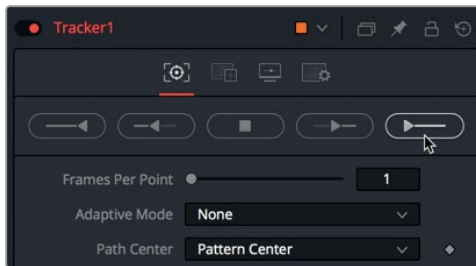 Tracker1
Frames Per Point 1
Adaptive Mode None
Path Center Pattern Center